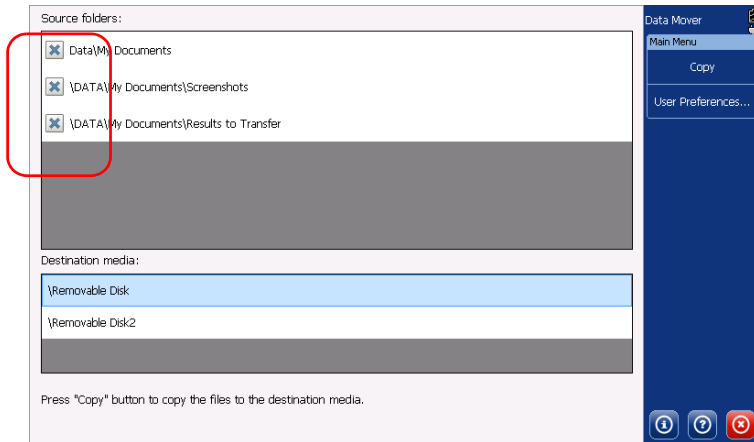 Source folders:
Data\My Documents
\DATA\My Documents\Screenshots
\DATA\My Documents\Results to Transfer
Destination media:
\Removable Disk
\Removable Disk2
Press "Copy" button to copy the files to the destination media.
Data Mover
Main Menu
Copy
User Preferences...